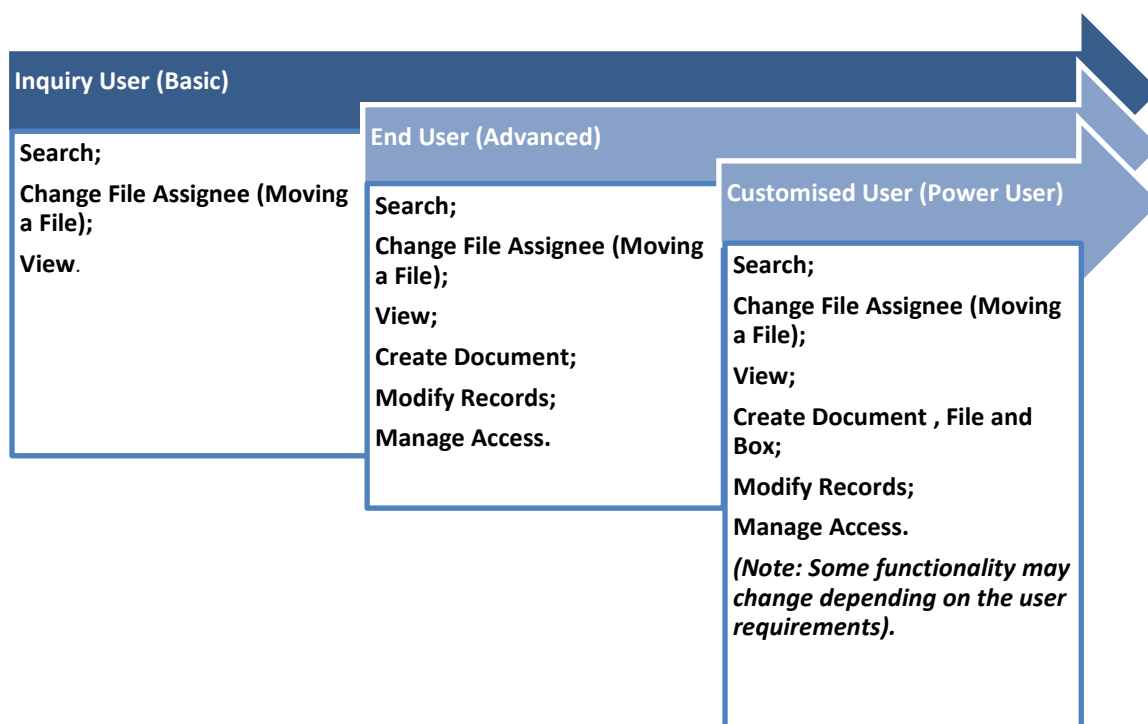 Inquiry User (Basic)
Search;
Change File Assignee (Moving
a File);
View.
End User (Advanced)
Search;
Change File Assignee (Moving
a File);
View;
Create Document;
Modify Records;
Manage Access.
Customised User (Power User)
Search;
Change File Assignee (Moving
a File);
View;
Create Document , File and
Box;
Modify Records;
Manage Access.
(Note: Some functionality may
change depending on the user
requirements).